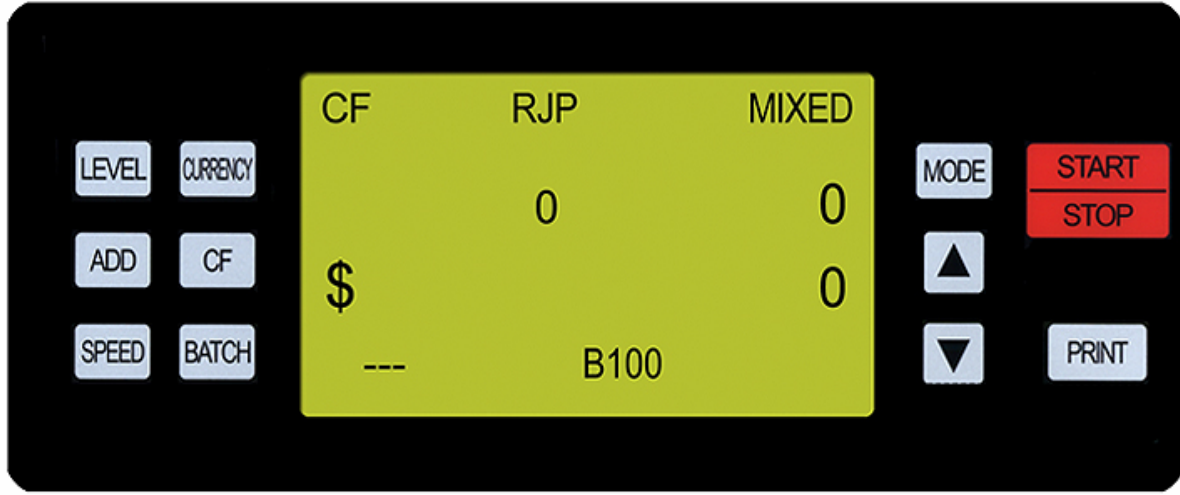 LEVEL CURRENCY
ADD CF
SPEED BATCH
CF RJP MIXED
0 0
$ 0
--- B100
MODE
▲
▼
START
STOP
PRINT